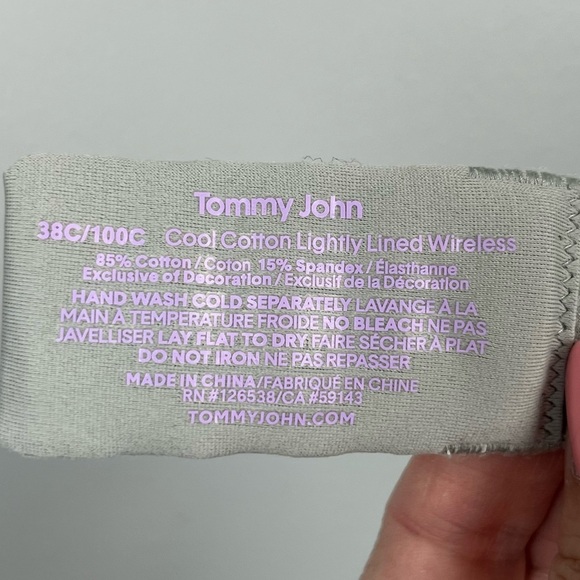 Tommy John
38C/100C Cool Cotton Lightly Lined Wireless
85% Cotton/Coton 15% Spandex/Élasthanne
Exclusive of Decoration/Exclusif de la Décoration
HAND WASH COLD SEPARATELY LAVANGE À LA
MAIN À TEMPÉRATURE FROIDE NO BLEACH NE PAS
JAVELLISER LAY FLAT TO DRY FAIRE SÉCHER À PLAT
DO NOT IRON NE PAS REPASSER
MADE IN CHINA/FABRIQUÉ EN CHINE
RN #126538/CA #59143
TOMMYJOHN.COM